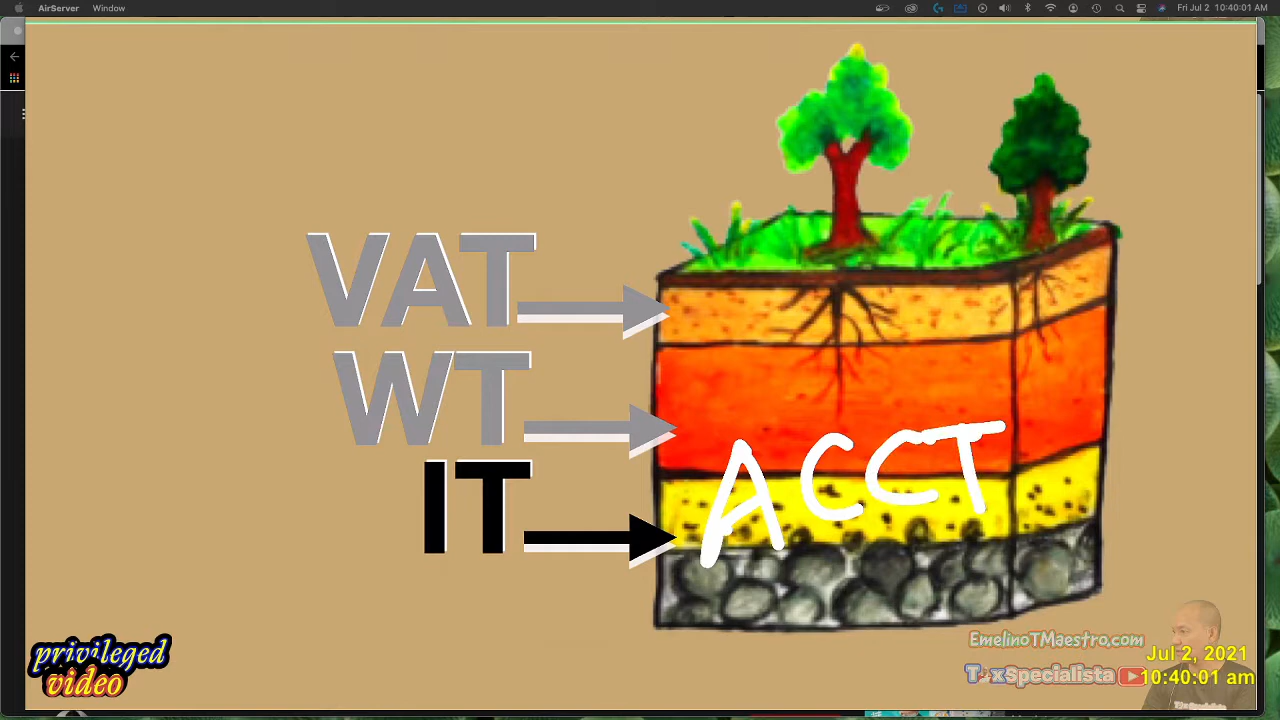 AirServer Window Fri Jul 2 10:40:01 AM
VAT
WT
IT
ACCT
privileged
video
EmelinoTMaestro.com
TaxSpecialista
Jul 2, 2021
10:40:01 am